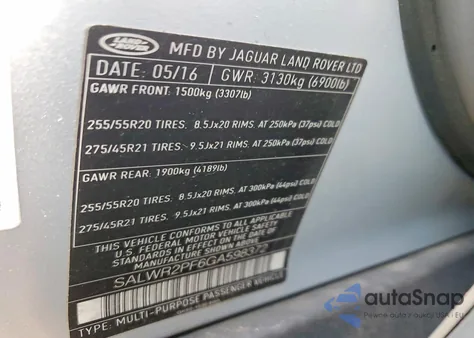 LAND ROVER
MFD BY JAGUAR LAND ROVER LTD
DATE: 05/16 GWR: 3130kg (6900lb)
GAWR FRONT: 1500kg (3307lb)
255/55R20 TIRES. 8.5Jx20 RIMS. AT 250kPa (37psi) COLD
275/45R21 TIRES. 9.5Jx21 RIMS. AT 250kPa (37psi) COLD
GAWR REAR: 1900kg (4189lb)
255/55R20 TIRES. 8.5Jx20 RIMS. AT 300kPa (44psi) COLD
275/45R21 TIRES. 9.5Jx21 RIMS. AT 300kPa (44psi) COLD
THIS VEHICLE CONFORMS TO ALL APPLICABLE
U.S. FEDERAL MOTOR VEHICLE SAFETY
AND THEFT PREVENTION STANDARDS IN EFFECT
ON THE DATE OF MANUFACTURE SHOWN ABOVE
SALWR2PF6GA598372
TYPE: MULTI-PURPOSE PASSENGER VEHICLE
autoSnap